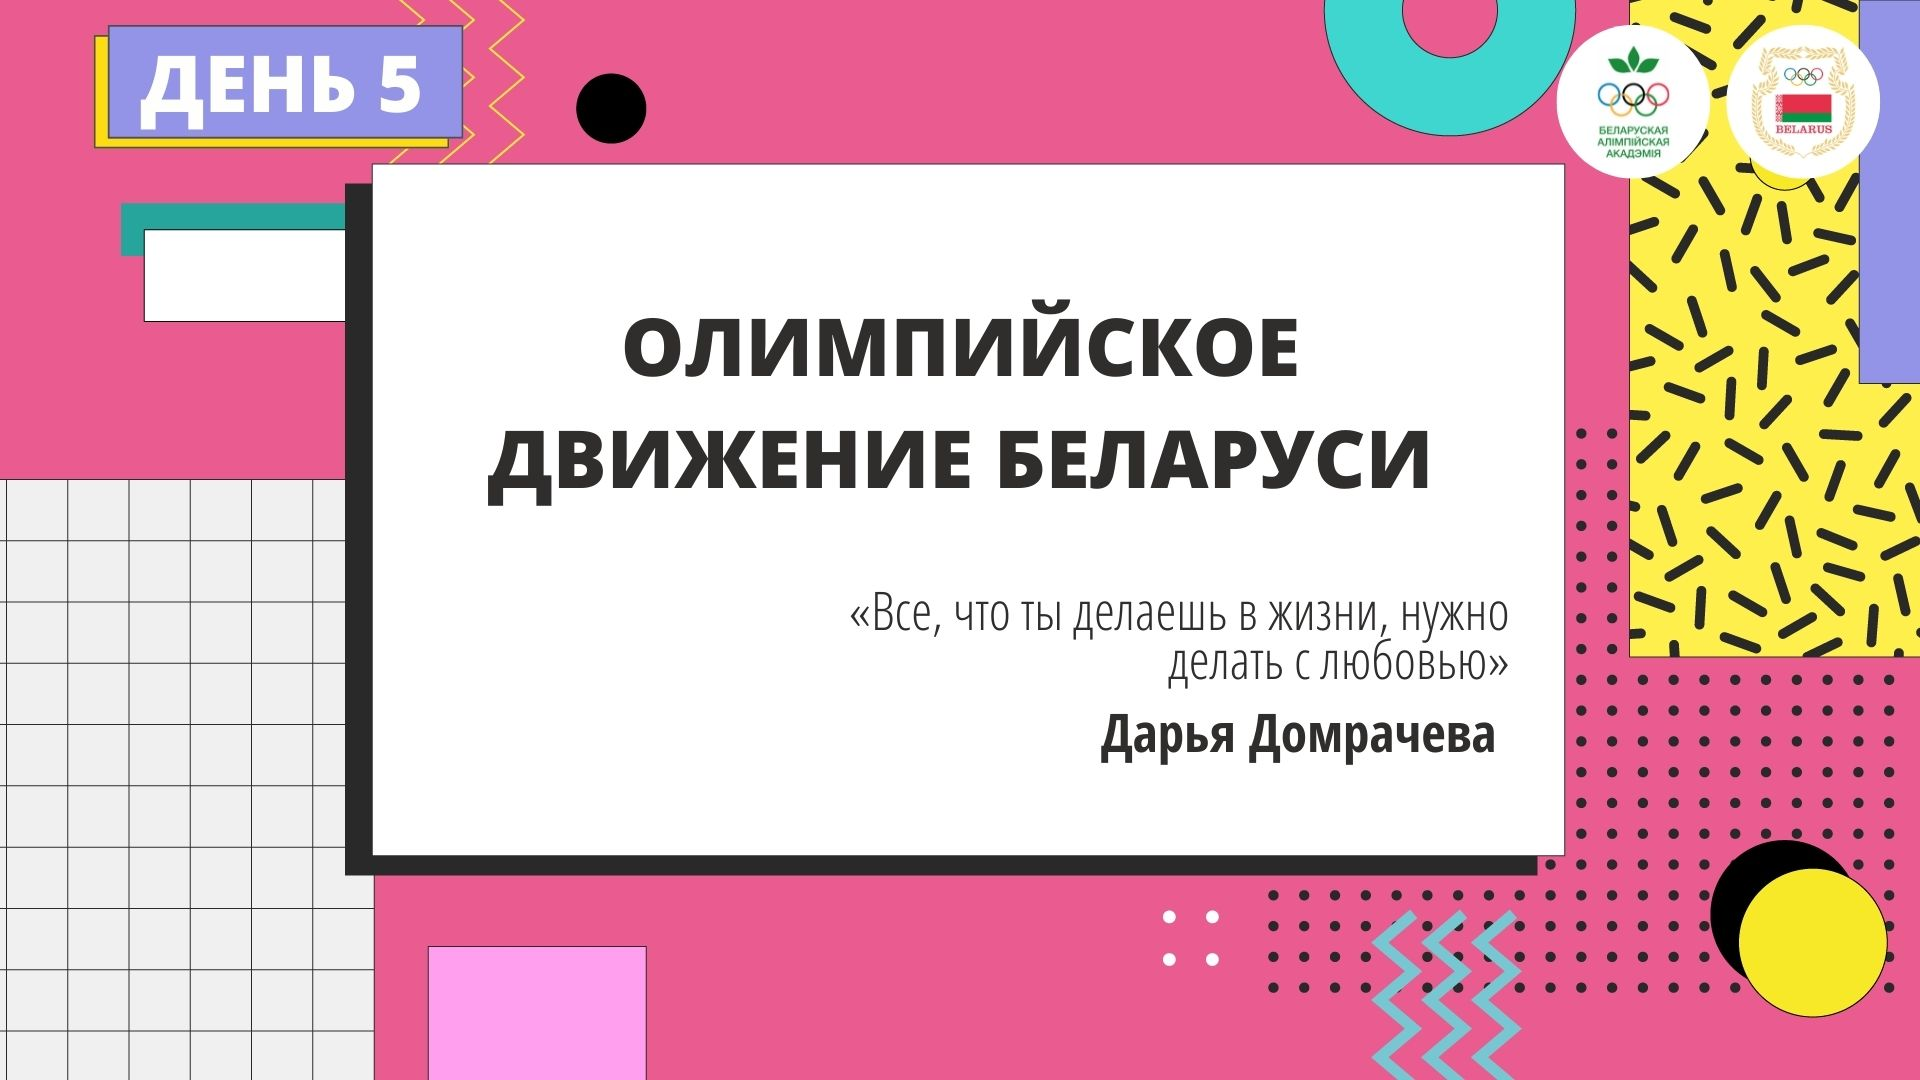 ДЕНЬ 5
БЕЛАРУСКАЯ
АЛІМПІЙСКАЯ
АКАДЭМІЯ
BELARUS
ОЛИМПИЙСКОЕ
ДВИЖЕНИЕ БЕЛАРУСИ
«Все, что ты делаешь в жизни, нужно
делать с любовью»
Дарья Домрачева